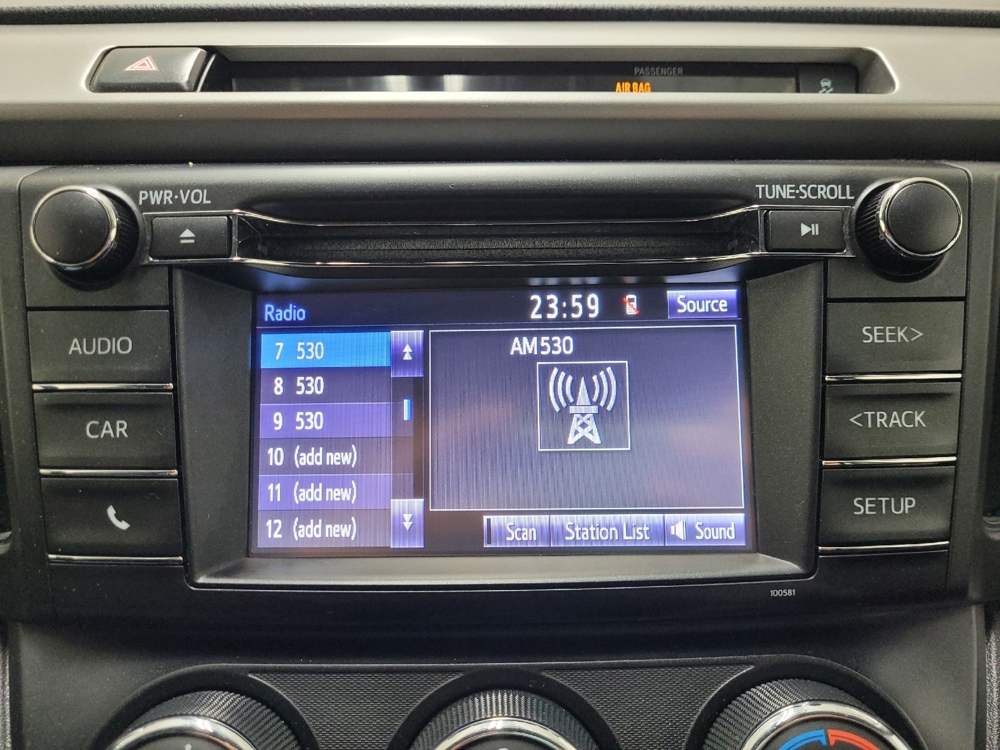 PASSENGER
AIR BAG
PWR·VOL
TUNE·SCROLL
Radio
23:59
Source
AUDIO
CAR
7 530
8 530
9 530
10 (add new)
11 (add new)
12 (add new)
AM530
Scan
Station List
Sound
SEEK>
<TRACK
SETUP
100581